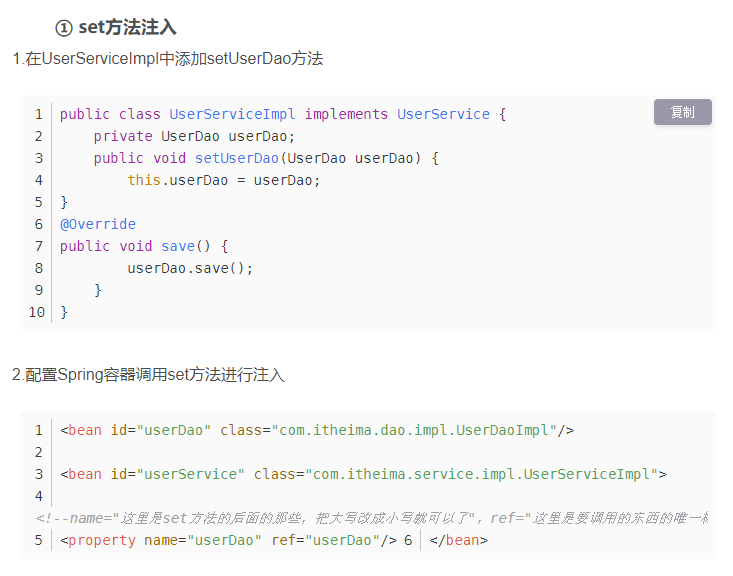 ① set方法注入
1.在UserServiceImpl中添加setUserDao方法
复制
1 public class UserServiceImpl implements UserService {
2 private UserDao userDao;
3 public void setUserDao(UserDao userDao) {
4 this.userDao = userDao;
5 }
6 @Override
7 public void save() {
8 userDao.save();
9 }
10 }
2.配置Spring容器调用set方法进行注入
1 <bean id="userDao" class="com.itheima.dao.impl.UserDaoImpl"/>
2
3 <bean id="userService" class="com.itheima.service.impl.UserServiceImpl">
4
<!--name="这里是set方法的后面的那些，把大写改成小写就可以了"，ref="这里是要调用的东西的唯一
5 <property name="userDao" ref="userDao"/> 6 </bean>